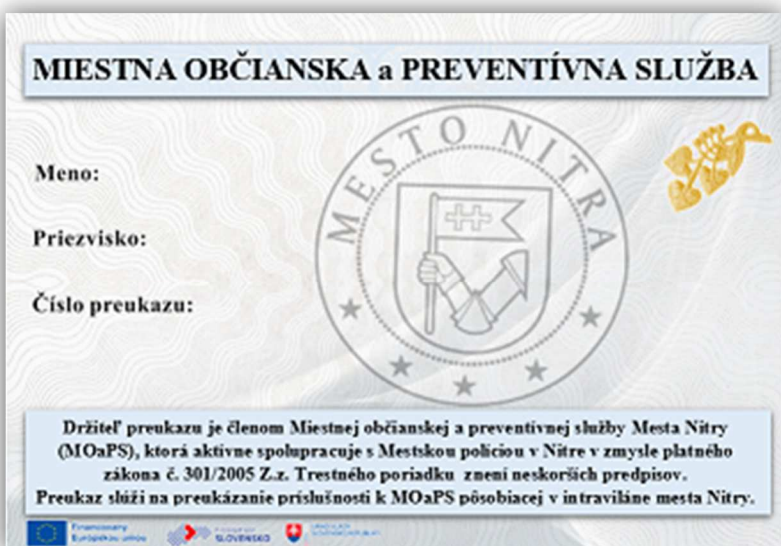 MIESTNA OBČIANSKA a PREVENTÍVNA SLUŽBA
MESTO NITRA
Meno:
Priezvisko:
Číslo preukazu:
Držiteľ preukazu je členom Miestnej občianskej a preventívnej služby Mesta Nitry
(MOaPS), ktorá aktívne spolupracuje s Mestskou políciou v Nitre v zmysle platného
zákona č. 301/2005 Z.z. Trestného poriadku znení neskorších predpisov.
Preukaz slúži na preukázanie príslušnosti k MOaPS pôsobiacej v intraviláne mesta Nitry.
Financovaný
Európskou úniou
SLOVENSKO